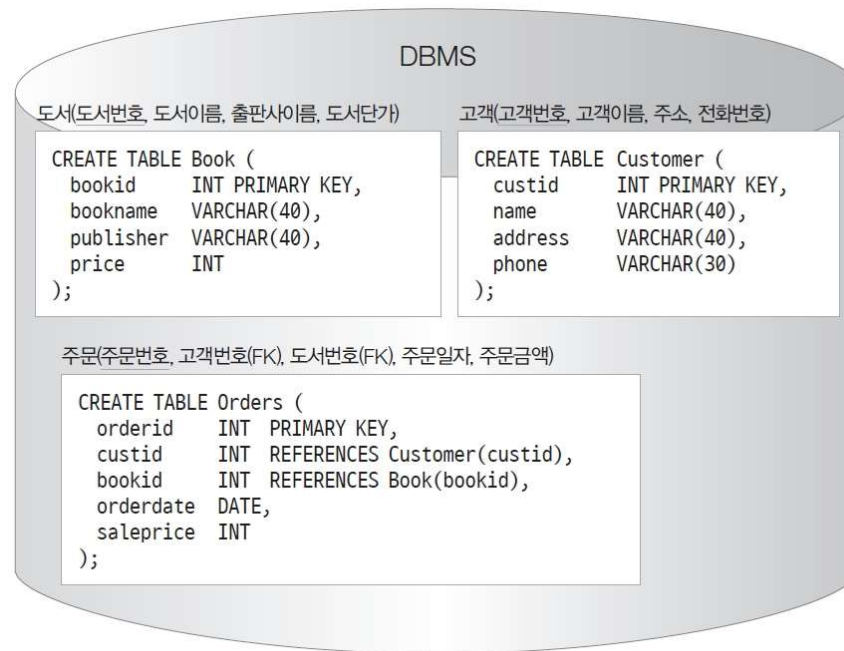 DBMS
도서(도서번호, 도서이름, 출판사이름, 도서단가)
CREATE TABLE Book (
bookid INT PRIMARY KEY,
bookname VARCHAR(40),
publisher VARCHAR(40),
price INT
);
고객(고객번호, 고객이름, 주소, 전화번호)
CREATE TABLE Customer (
custid INT PRIMARY KEY,
name VARCHAR(40),
address VARCHAR(40),
phone VARCHAR(30)
);
주문(주문번호, 고객번호(FK), 도서번호(FK), 주문일자, 주문금액)
CREATE TABLE Orders (
orderid INT PRIMARY KEY,
custid INT REFERENCES Customer(custid),
bookid INT REFERENCES Book(bookid),
orderdate DATE,
saleprice INT
);